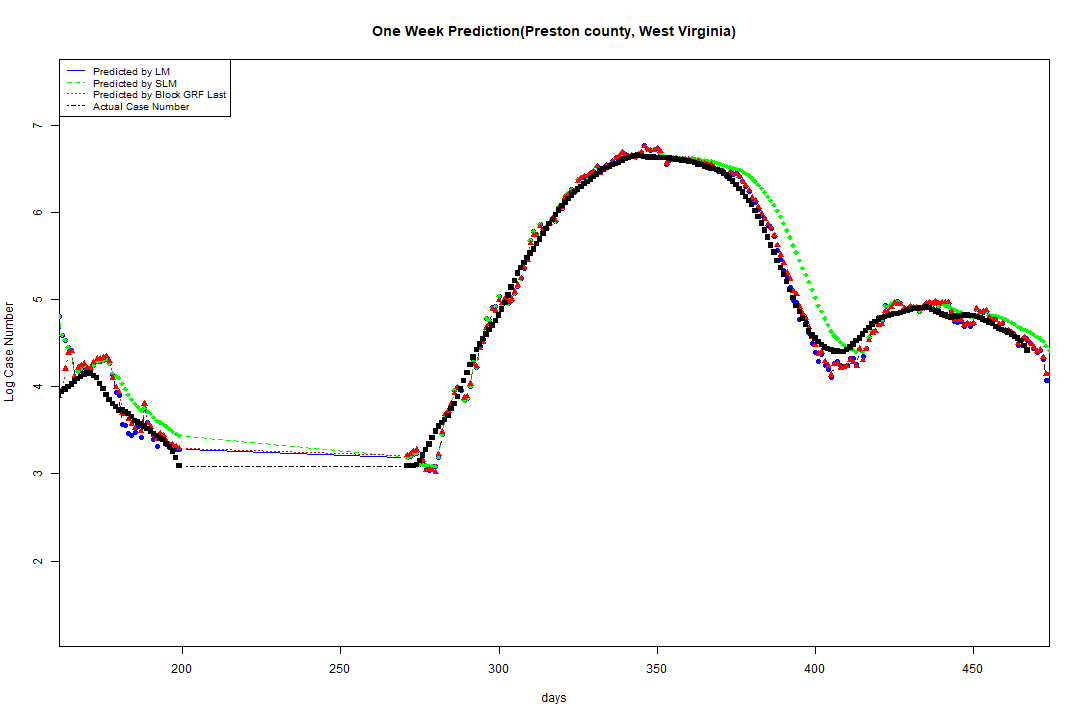 One Week Prediction(Preston county, West Virginia)
Predicted by LM
Predicted by SLM
Predicted by Block GRF Last
Actual Case Number
7
6
5
4
3
2
Log Case Number
200
250
300
350
400
450
days